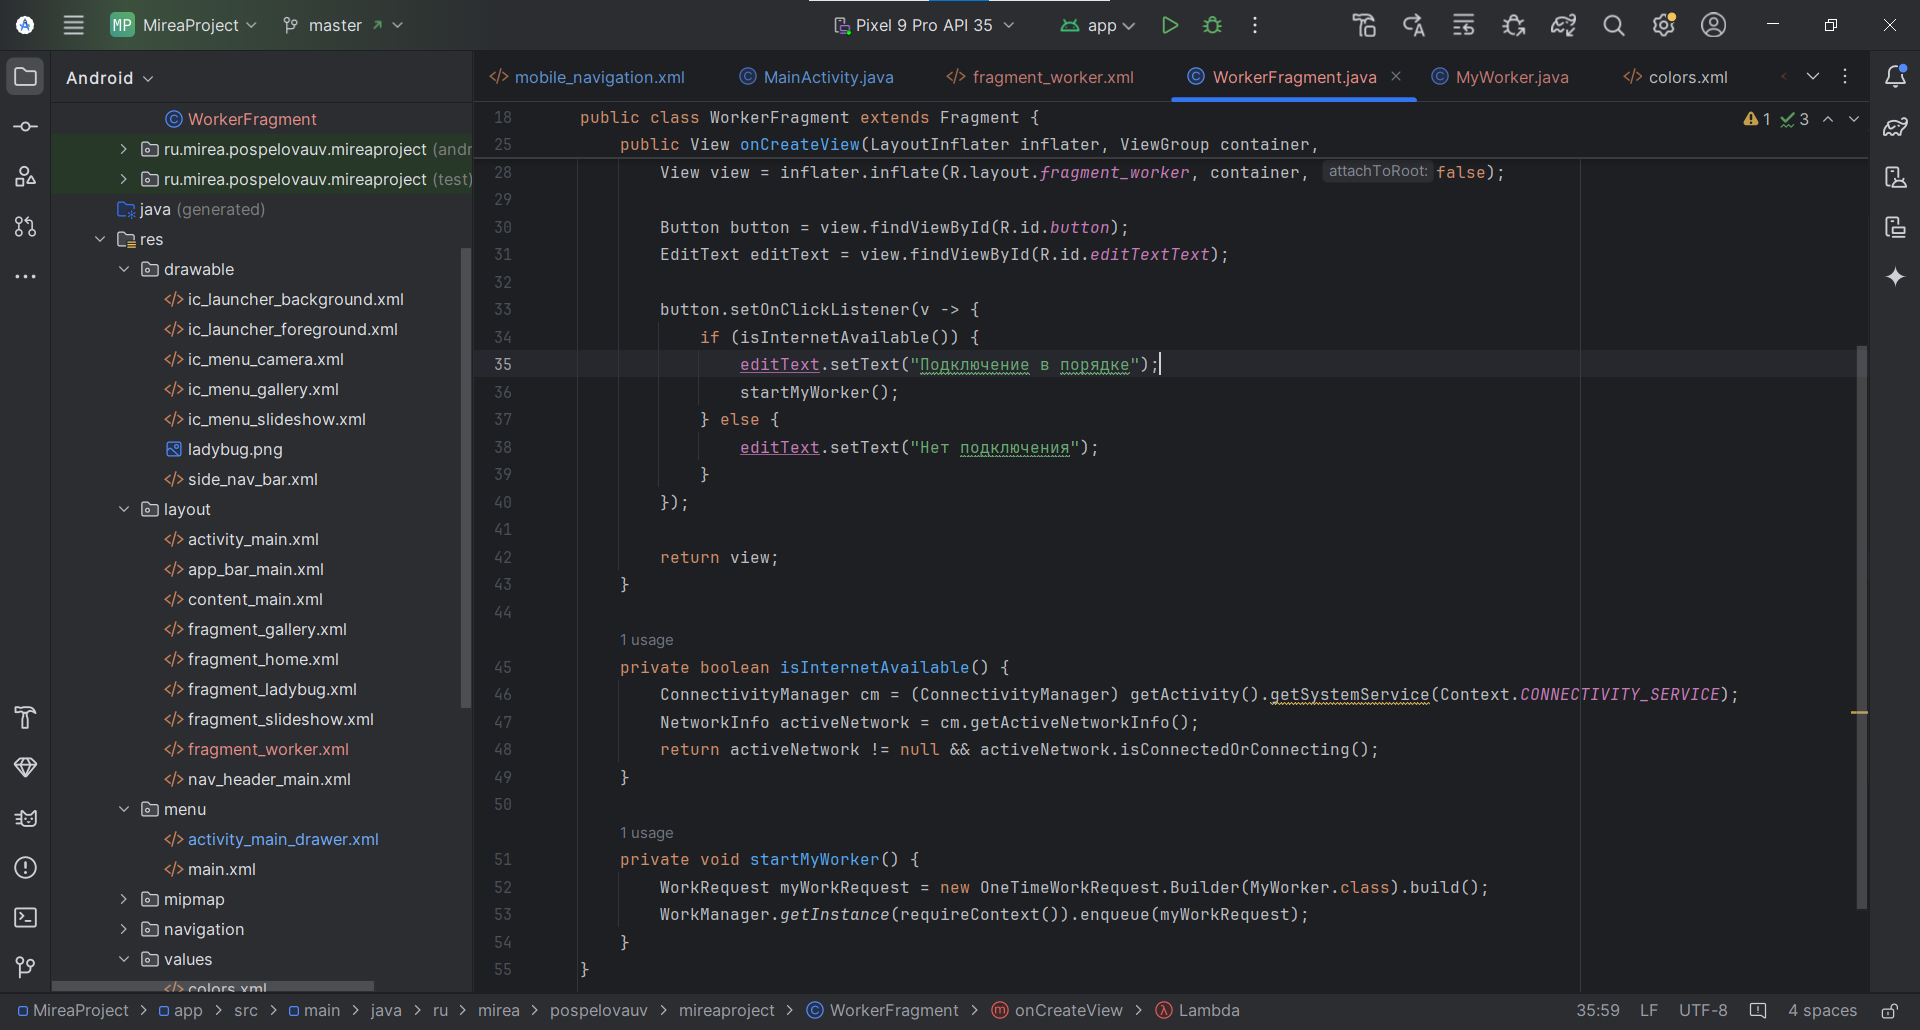 MP MireaProject master Pixel 9 Pro API 35 app
Android
mobile_navigation.xml MainActivity.java fragment_worker.xml WorkerFragment.java MyWorker.java colors.xml
WorkerFragment
ru.mirea.pospelovauv.mireaproject (andr
ru.mirea.pospelovauv.mireaproject (test)
java (generated)
res
drawable
ic_launcher_background.xml
ic_launcher_foreground.xml
ic_menu_camera.xml
ic_menu_gallery.xml
ic_menu_slideshow.xml
ladybug.png
side_nav_bar.xml
layout
activity_main.xml
app_bar_main.xml
content_main.xml
fragment_gallery.xml
fragment_home.xml
fragment_ladybug.xml
fragment_slideshow.xml
fragment_worker.xml
nav_header_main.xml
menu
activity_main_drawer.xml
main.xml
mipmap
navigation
values
colors.xml
18 public class WorkerFragment extends Fragment {
1 3
25 public View onCreateView(LayoutInflater inflater, ViewGroup container,
28 View view = inflater.inflate(R.layout.fragment_worker, container, attachToRoot: false);
29
30 Button button = view.findViewById(R.id.button);
31 EditText editText = view.findViewById(R.id.editTextText);
32
33 button.setOnClickListener(v -> {
34 if (isInternetAvailable()) {
35 editText.setText("Подключение в порядке");
36 startMyWorker();
37 } else {
38 editText.setText("Нет подключения");
39 }
40 });
41
42 return view;
43 }
44
1 usage
45 private boolean isInternetAvailable() {
46 ConnectivityManager cm = (ConnectivityManager) getActivity().getSystemService(Context.CONNECTIVITY_SERVICE);
47 NetworkInfo activeNetwork = cm.getActiveNetworkInfo();
48 return activeNetwork != null && activeNetwork.isConnectedOrConnecting();
49 }
50
1 usage
51 private void startMyWorker() {
52 WorkRequest myWorkRequest = new OneTimeWorkRequest.Builder(MyWorker.class).build();
53 WorkManager.getInstance(requireContext()).enqueue(myWorkRequest);
54 }
55 }
MireaProject > app > src > main > java > ru > mirea > pospelovauv > mireaproject > WorkerFragment > onCreateView > Lambda 35:59 LF UTF-8 4 spaces